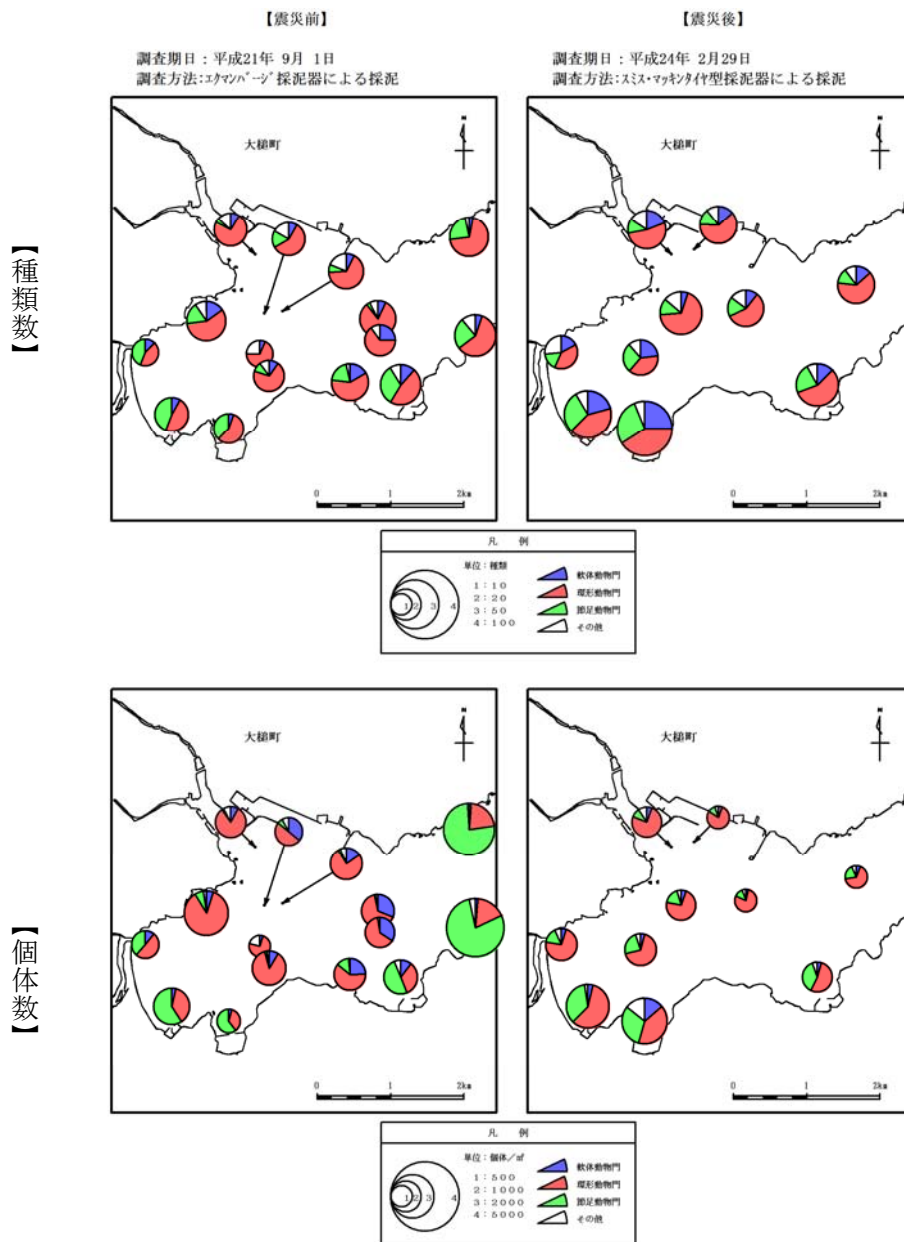 【震災前】
調査期日：平成21年 9月 1日
調査方法：エクマンバージ採泥器による採泥
【震災後】
調査期日：平成24年 2月29日
調査方法：スミス・マッキンタイヤ型採泥器による採泥
【種類数】
大槌町
N
0 1 2km
大槌町
N
0 1 2km
凡 例
単位：種類
1：10
2：20
3：50
4：100
1 2 3 4
軟体動物門
環形動物門
節足動物門
その他
【個体数】
大槌町
N
0 1 2km
大槌町
N
0 1 2km
凡 例
単位：個体／㎡
1：500
2：1000
3：2000
4：5000
1 2 3 4
軟体動物門
環形動物門
節足動物門
その他